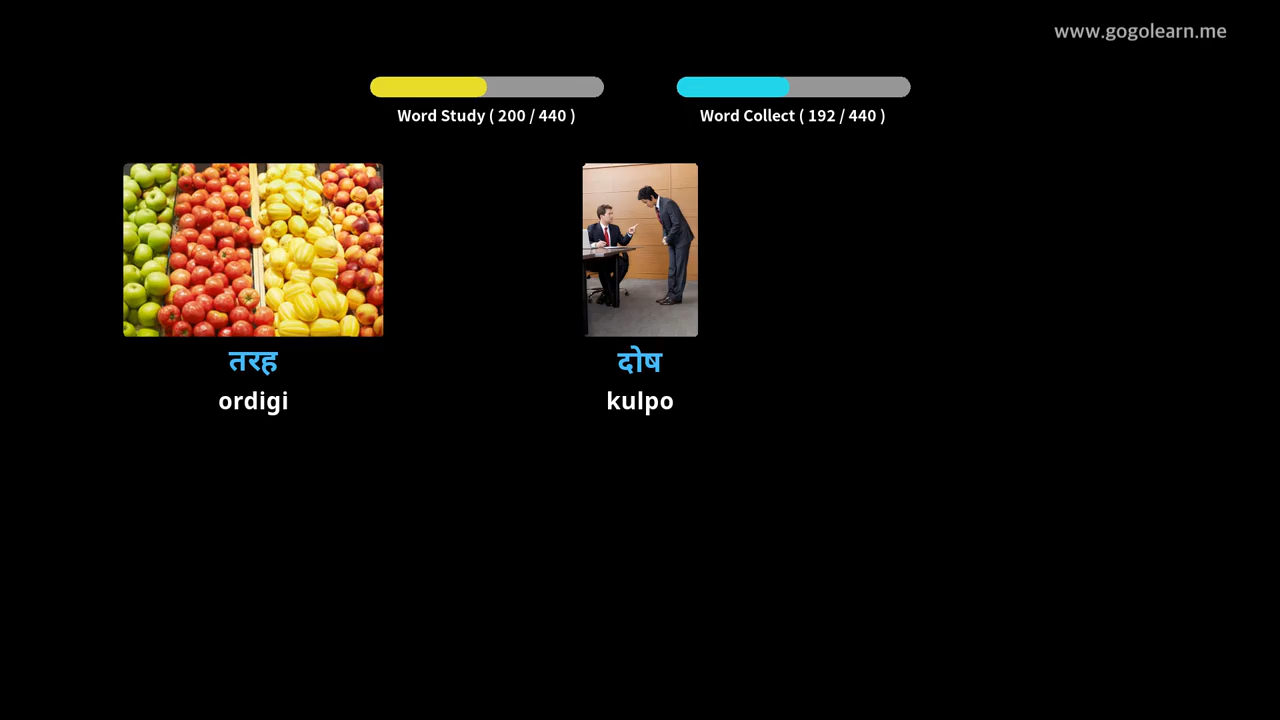 www.gogolearn.me
Word Study ( 200 / 440 )
Word Collect ( 192 / 440 )
तरह
ordigi
दोष
kulpo